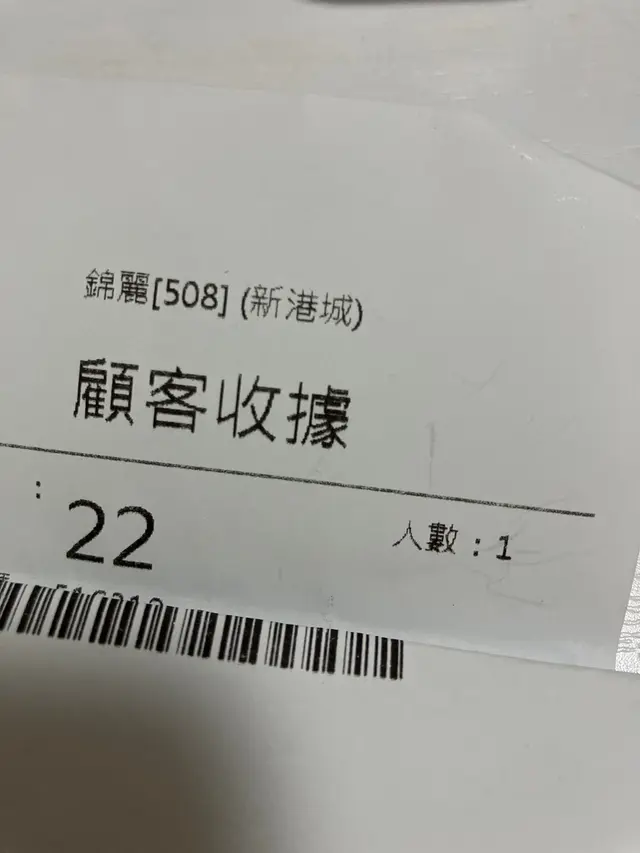 錦麗[508] (新港城)
顧客收據
: 22 人數 : 1